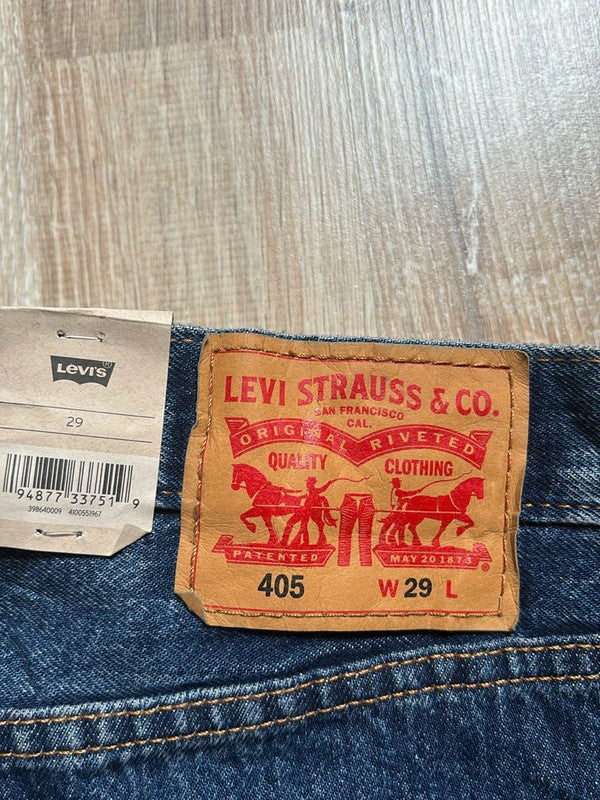 LEVI'S®
29
94877 33751 9
398640009 4100551967
LEVI STRAUSS & CO.
SAN FRANCISCO
CAL.
ORIGINAL RIVETED
QUALITY CLOTHING
PATENTED MAY 20 1873 ®
405 W 29 L